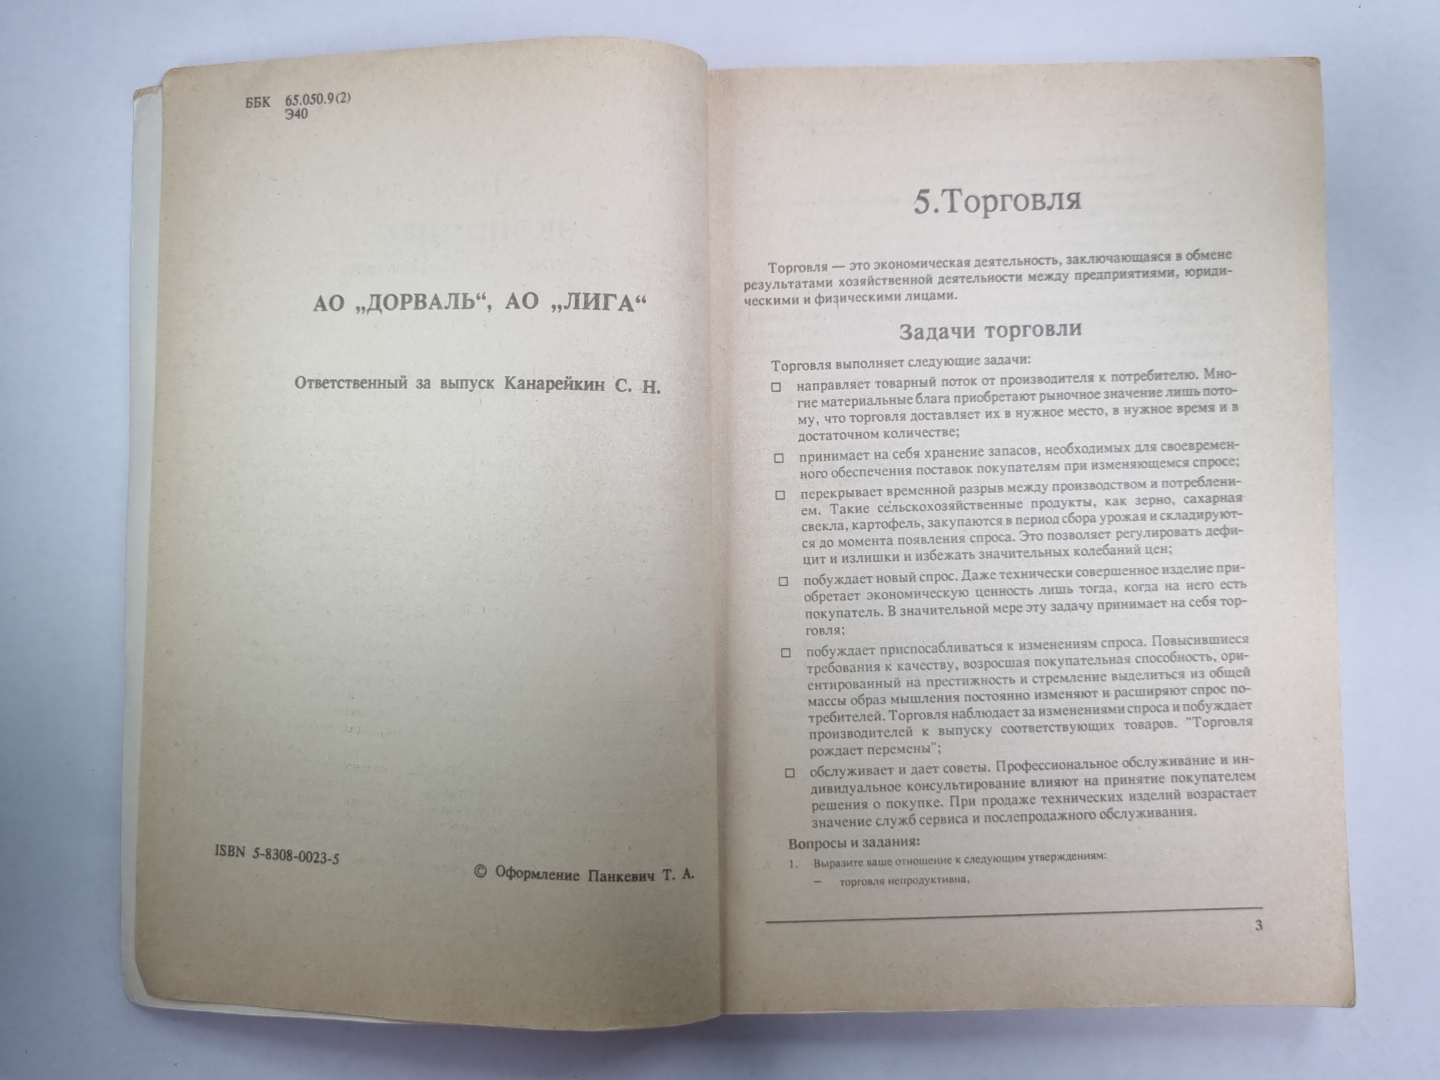 ББК 65.050.9(2)
Э40
АО „ДОРВАЛЬ“, АО „ЛИГА“
Ответственный за выпуск Канарейкин С. Н.
ISBN 5-8308-0023-5
© Оформление Панкевич Т. А.
5.Торговля
Торговля — это экономическая деятельность, заключающаяся в обмене
результатами хозяйственной деятельности между предприятиями, юриди-
ческими и физическими лицами.
Задачи торговли
Торговля выполняет следующие задачи:
□ направляет товарный поток от производителя к потребителю. Мно-
гие материальные блага приобретают рыночное значение лишь пото-
му, что торговля доставляет их в нужное место, в нужное время и в
достаточном количестве;
□ принимает на себя хранение запасов, необходимых для своевремен-
ного обеспечения поставок покупателям при изменяющемся спросе;
□ перекрывает временной разрыв между производством и потреблени-
ем. Такие сельскохозяйственные продукты, как зерно, сахарная
свекла, картофель, закупаются в период сбора урожая и складируют-
ся до момента появления спроса. Это позволяет регулировать дефи-
цит и излишки и избежать значительных колебаний цен;
□ побуждает новый спрос. Даже технически совершенное изделие при-
обретает экономическую ценность лишь тогда, когда на него есть
покупатель. В значительной мере эту задачу принимает на себя тор-
говля;
□ побуждает приспосабливаться к изменениям спроса. Повысившиеся
требования к качеству, возросшая покупательная способность, ори-
ентированный на престижность и стремление выделиться из общей
массы образ мышления постоянно изменяют и расширяют спрос по-
требителей. Торговля наблюдает за изменениями спроса и побуждает
производителей к выпуску соответствующих товаров. "Торговля
рождает перемены";
□ обслуживает и дает советы. Профессиональное обслуживание и ин-
дивидуальное консультирование влияют на принятие покупателем
решения о покупке. При продаже технических изделий возрастает
значение служб сервиса и послепродажного обслуживания.
Вопросы и задания:
1. Выразите ваше отношение к следующим утверждениям:
– торговля непродуктивна,
3